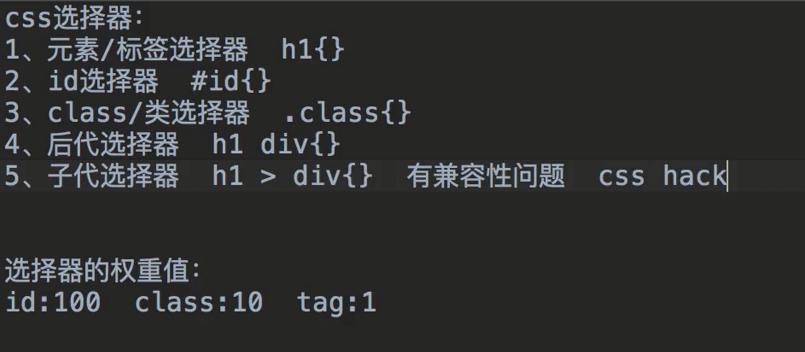 css选择器：
1、元素/标签选择器  h1{}
2、id选择器  #id{}
3、class/类选择器  .class{}
4、后代选择器  h1 div{}
5、子代选择器  h1 > div{}  有兼容性问题  css hack
选择器的权重值：
id:100  class:10  tag:1